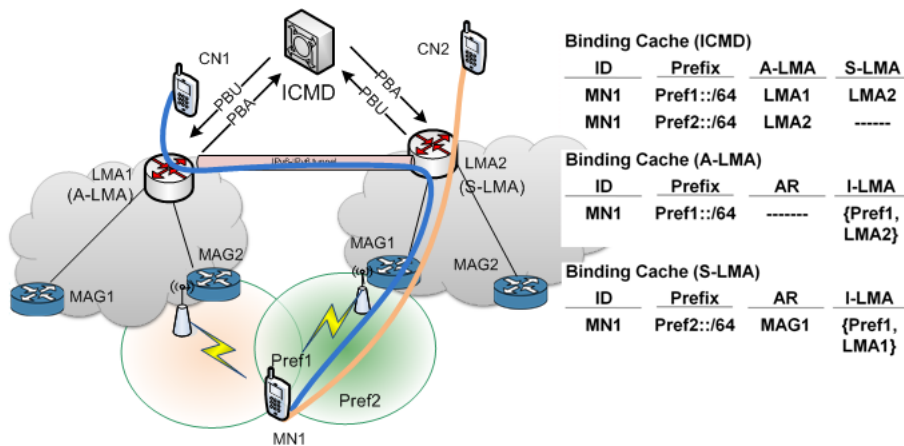 CN1
CN2
ICMD
PBU
PBA
PBA
PBU
LMA1
(A-LMA)
IPv6-IPv6 tunnel
LMA2
(S-LMA)
MAG2
MAG1
MAG1
MAG2
Pref1
Pref2
MN1
Binding Cache (ICMD)
ID Prefix A-LMA S-LMA
MN1 Pref1::/64 LMA1 LMA2
MN1 Pref2::/64 LMA2 ------
Binding Cache (A-LMA)
ID Prefix AR I-LMA
MN1 Pref1::/64 ------- {Pref1,
LMA2}
Binding Cache (S-LMA)
ID Prefix AR I-LMA
MN1 Pref2::/64 MAG1 {Pref1,
LMA1}